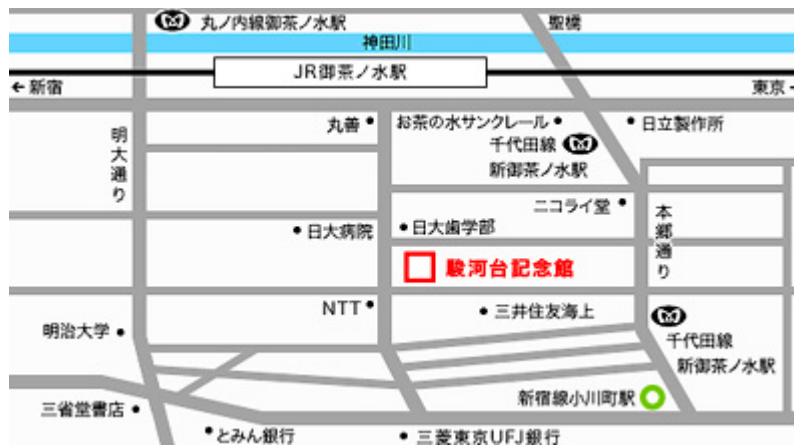 丸ノ内線御茶ノ水駅
聖橋
神田川
JR御茶ノ水駅
←新宿
東京
丸善
お茶の水サンクレール
日立製作所
千代田線
新御茶ノ水駅
明大通り
ニコライ堂
日大病院
日大歯学部
本郷通り
駿河台記念館
NTT
三井住友海上
明治大学
千代田線
新御茶ノ水駅
新宿線小川町駅
三省堂書店
とみん銀行
三菱東京UFJ銀行